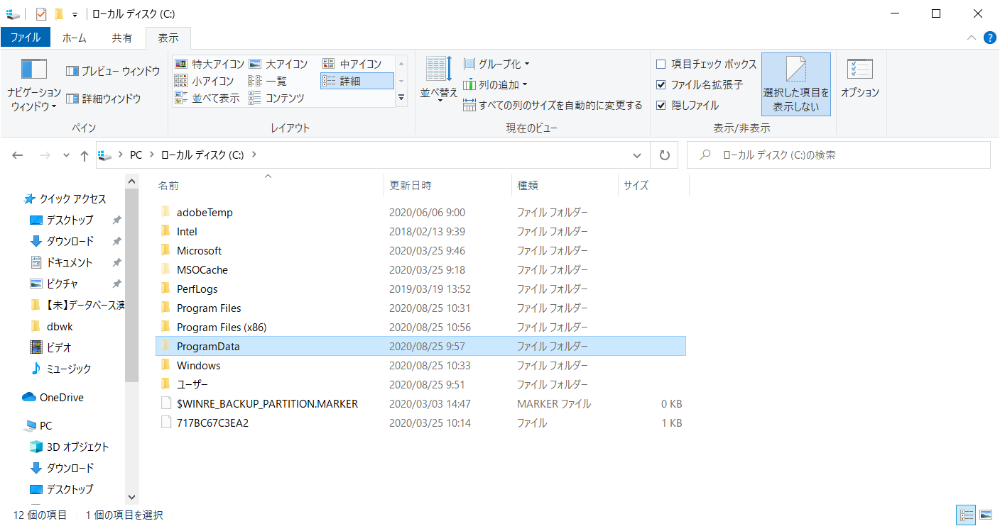 ローカル ディスク (C:)
ファイル ホーム 共有 表示
ナビゲーション
ウィンドウ
プレビュー ウィンドウ
詳細ウィンドウ
ペイン
特大アイコン 大アイコン 中アイコン
小アイコン 一覧 詳細
並べて表示 コンテンツ
レイアウト
並べ替え
グループ化
列の追加
すべての列のサイズを自動的に変更する
現在のビュー
項目チェック ボックス
ファイル名拡張子
隠しファイル
選択した項目を
表示しない
表示/非表示
オプション
PC ローカル ディスク (C:)
ローカル ディスク (C:)の検索
クイック アクセス
デスクトップ
ダウンロード
ドキュメント
ピクチャ
【未】データベース演
dbwk
ビデオ
ミュージック
OneDrive
PC
3D オブジェクト
ダウンロード
デスクトップ
名前 更新日時 種類 サイズ
adobeTemp 2020/06/06 9:00 ファイル フォルダー
Intel 2018/02/13 9:39 ファイル フォルダー
Microsoft 2020/03/25 9:46 ファイル フォルダー
MSOCache 2020/03/25 9:18 ファイル フォルダー
PerfLogs 2019/03/19 13:52 ファイル フォルダー
Program Files 2020/08/25 10:31 ファイル フォルダー
Program Files (x86) 2020/08/25 10:56 ファイル フォルダー
ProgramData 2020/08/25 9:57 ファイル フォルダー
Windows 2020/08/25 10:33 ファイル フォルダー
ユーザー 2020/08/25 9:51 ファイル フォルダー
$WINRE_BACKUP_PARTITION.MARKER 2020/03/03 14:47 MARKER ファイル 0 KB
717BC67C3EA2 2020/03/25 10:14 ファイル 1 KB
12 個の項目 1 個の項目を選択